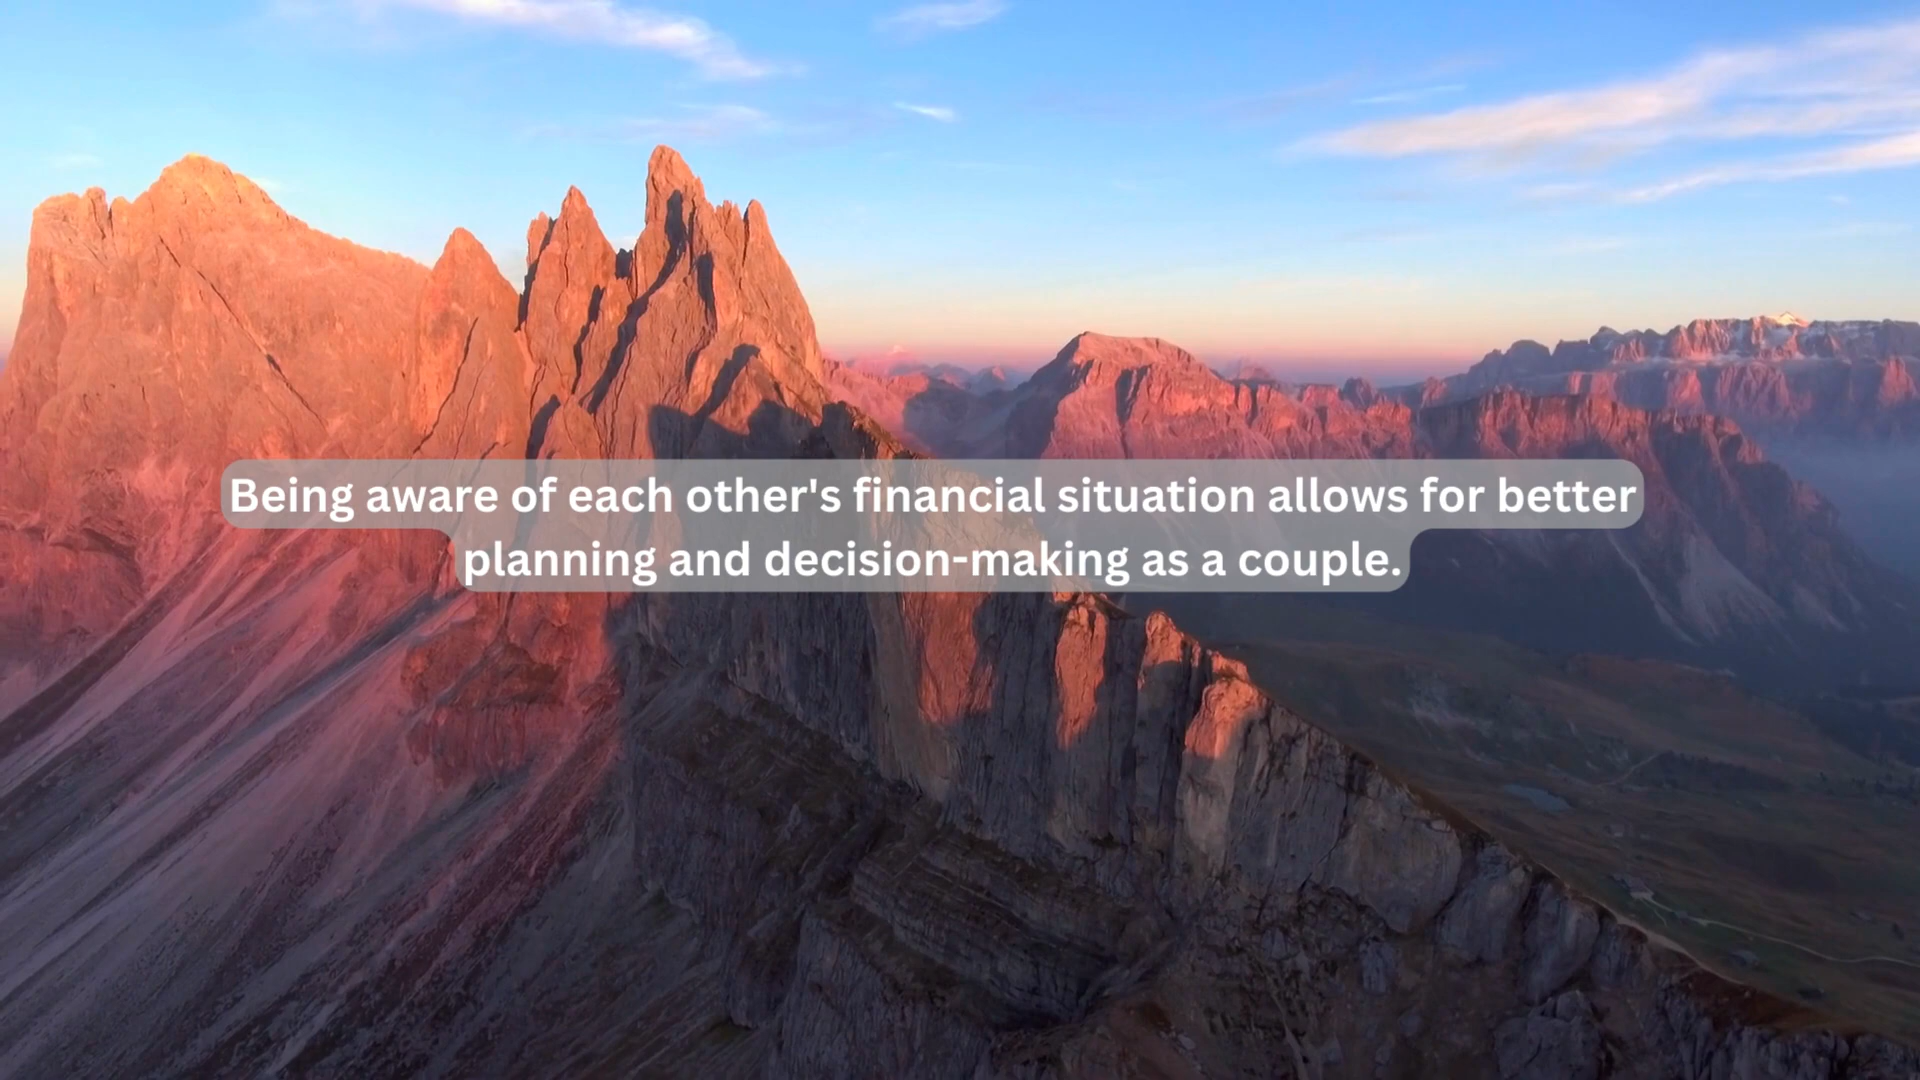 Being aware of each other's financial situation allows for better
planning and decision-making as a couple.